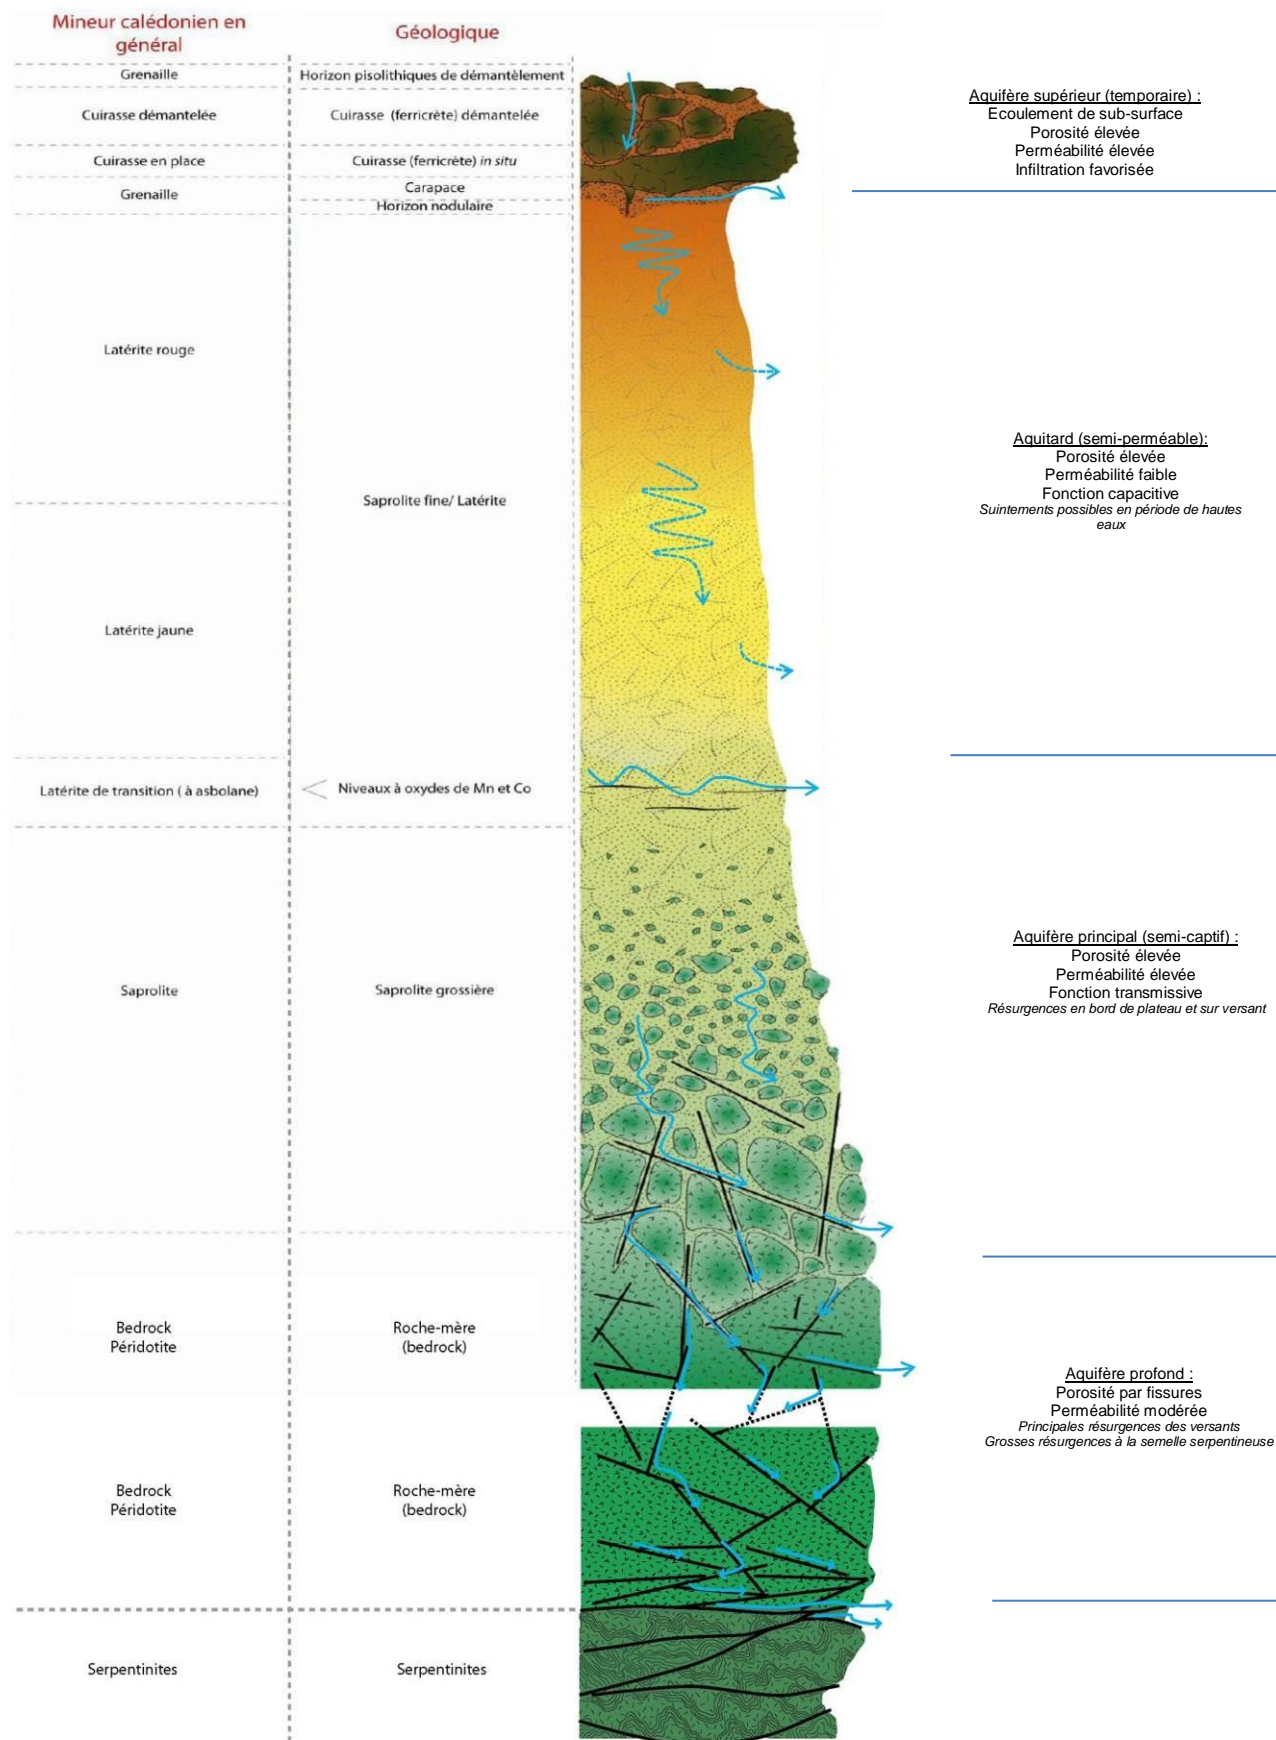 Mineur calédonien en
général
Géologique
Grenaille
Horizon pisolithiques de démantèlement
Cuirasse démantelée
Cuirasse (ferricrète) démantelée
Cuirasse en place
Cuirasse (ferricrète) in situ
Grenaille
Carapace
Horizon nodulaire
Latérite rouge
Saprolite fine/ Latérite
Latérite jaune
Latérite de transition ( à asbolane)
Niveaux à oxydes de Mn et Co
Saprolite
Saprolite grossière
Bedrock
Péridotite
Roche-mère
(bedrock)
Bedrock
Péridotite
Roche-mère
(bedrock)
Serpentinites
Serpentinites
Aquifère supérieur (temporaire) :
Ecoulement de sub-surface
Porosité élevée
Perméabilité élevée
Infiltration favorisée
Aquitard (semi-perméable):
Porosité élevée
Perméabilité faible
Fonction capacitive
Suintements possibles en période de hautes
eaux
Aquifère principal (semi-captif) :
Porosité élevée
Perméabilité élevée
Fonction transmissive
Résurgences en bord de plateau et sur versant
Aquifère profond :
Porosité par fissures
Perméabilité modérée
Principales résurgences des versants
Grosses résurgences à la semelle serpentineuse